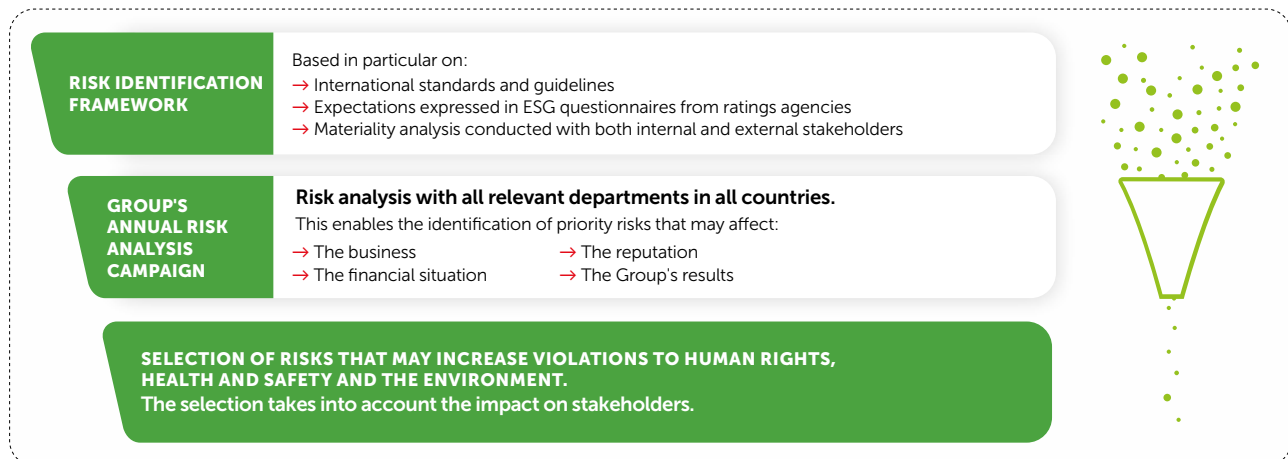 RISK IDENTIFICATION
FRAMEWORK
Based in particular on:
→ International standards and guidelines
→ Expectations expressed in ESG questionnaires from ratings agencies
→ Materiality analysis conducted with both internal and external stakeholders
GROUP'S
ANNUAL RISK
ANALYSIS
CAMPAIGN
Risk analysis with all relevant departments in all countries.
This enables the identification of priority risks that may affect:
→ The business
→ The financial situation
→ The reputation
→ The Group's results
SELECTION OF RISKS THAT MAY INCREASE VIOLATIONS TO HUMAN RIGHTS,
HEALTH AND SAFETY AND THE ENVIRONMENT.
The selection takes into account the impact on stakeholders.